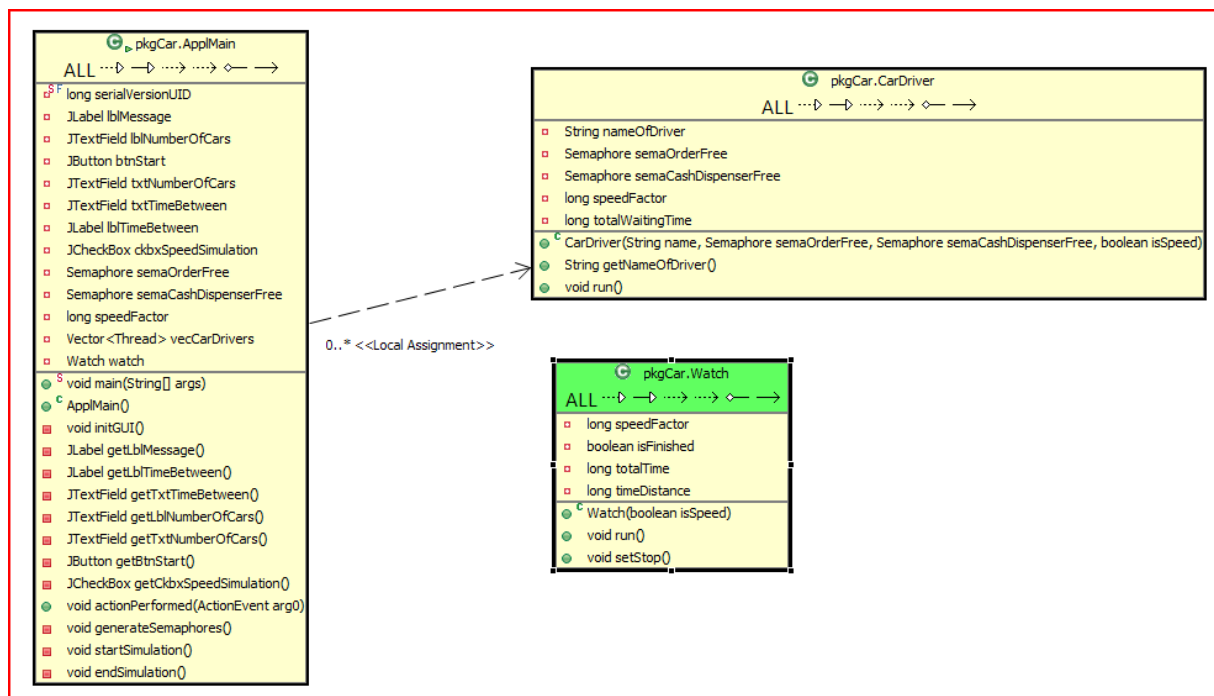 pkgCar.ApplMain
ALL
long serialVersionUID
JLabel lblMessage
JTextField lblNumberOfCars
JButton btnStart
JTextField txtNumberOfCars
JTextField txtTimeBetween
JLabel lblTimeBetween
JCheckBox ckbxSpeedSimulation
Semaphore semaOrderFree
Semaphore semaCashDispenserFree
long speedFactor
Vector<Thread> vecCarDrivers
Watch watch
void main(String[] args)
ApplMain()
void initGUI()
JLabel getLblMessage()
JLabel getLblTimeBetween()
JTextField getTxtTimeBetween()
JTextField getLblNumberOfCars()
JTextField getTxtNumberOfCars()
JButton getBtnStart()
JCheckBox getCkbxSpeedSimulation()
void actionPerformed(ActionEvent arg0)
void generateSemaphores()
void startSimulation()
void endSimulation()
0..* <<Local Assignment>>
pkgCar.CarDriver
ALL
String nameOfDriver
Semaphore semaOrderFree
Semaphore semaCashDispenserFree
long speedFactor
long totalWaitingTime
CarDriver(String name, Semaphore semaOrderFree, Semaphore semaCashDispenserFree, boolean isSpeed)
String getNameOfDriver()
void run()
pkgCar.Watch
ALL
long speedFactor
boolean isFinished
long totalTime
long timeDistance
Watch(boolean isSpeed)
void run()
void setStop()